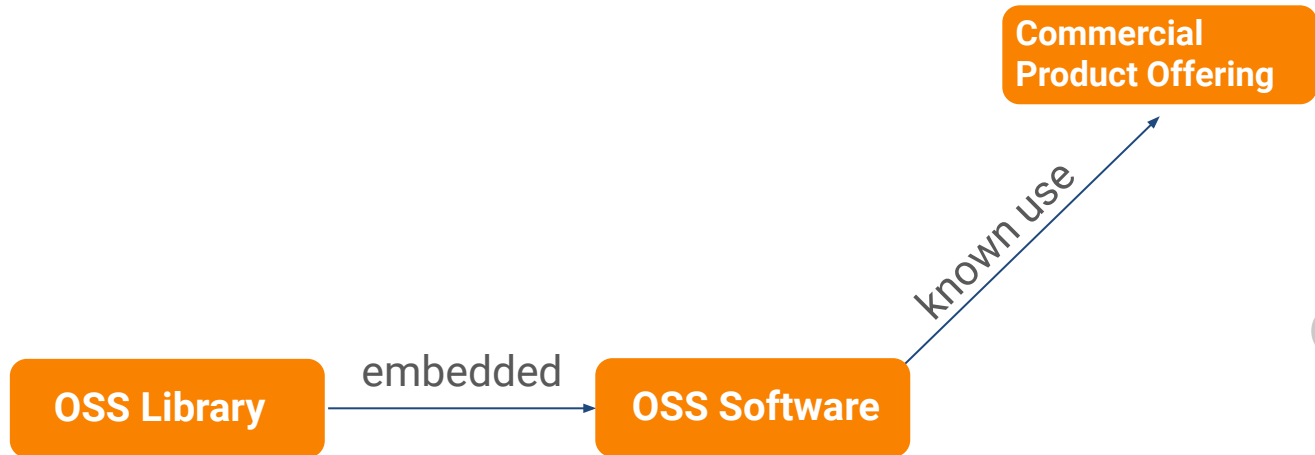 Commercial
Product Offering
known use
embedded
OSS Library
OSS Software